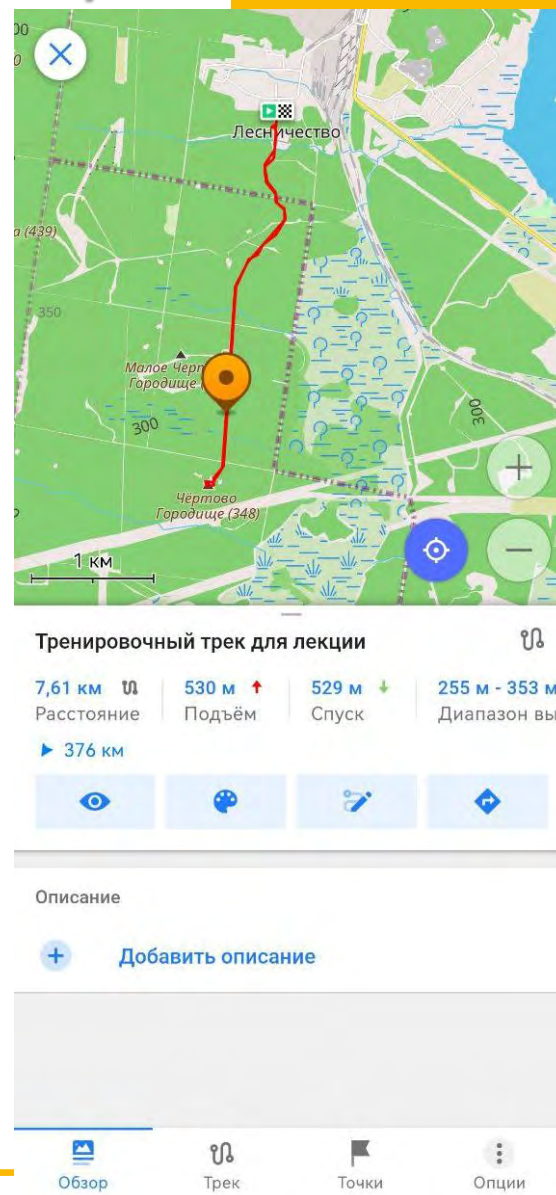 Лесничество
(439)
350
Малое Черт
Городище
300
300
Чёртово
Городище (348)
1 км
Тренировочный трек для лекции
7,61 км 530 м 529 м 255 м - 353 м
Расстояние Подъём Спуск Диапазон вы
376 км
Описание
+ Добавить описание
Обзор Трек Точки Опции